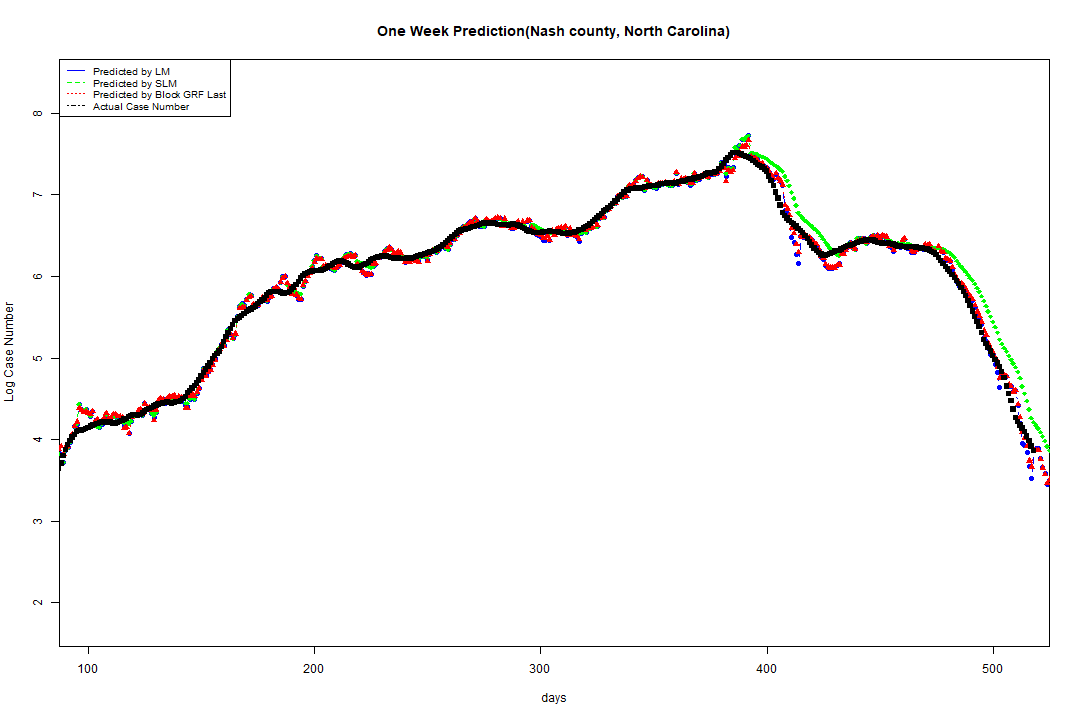 One Week Prediction(Nash county, North Carolina)
Predicted by LM
Predicted by SLM
Predicted by Block GRF Last
Actual Case Number
8
7
6
5
4
3
2
Log Case Number
100 200 300 400 500
days